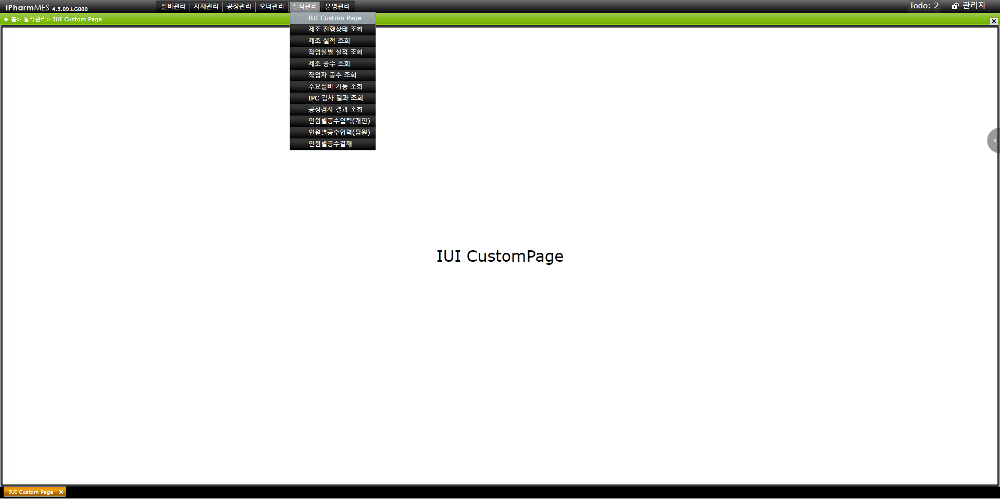 iPharmMES 4.5.89.LG888
설비관리 자재관리 공정관리 오더관리 실적관리 운영관리
Todo: 2 관리자
홈> 실적관리> IUI Custom Page
IUI Custom Page
제조 진행상태 조회
제조 실적 조회
작업실별 실적 조회
제조 공수 조회
작업자 공수 조회
주요설비 가동 조회
IPC 검사 결과 조회
공정검사 결과 조회
인원별공수입력(개인)
인원별공수입력(팀원)
인원별공수결재
IUI CustomPage
IUI Custom Page